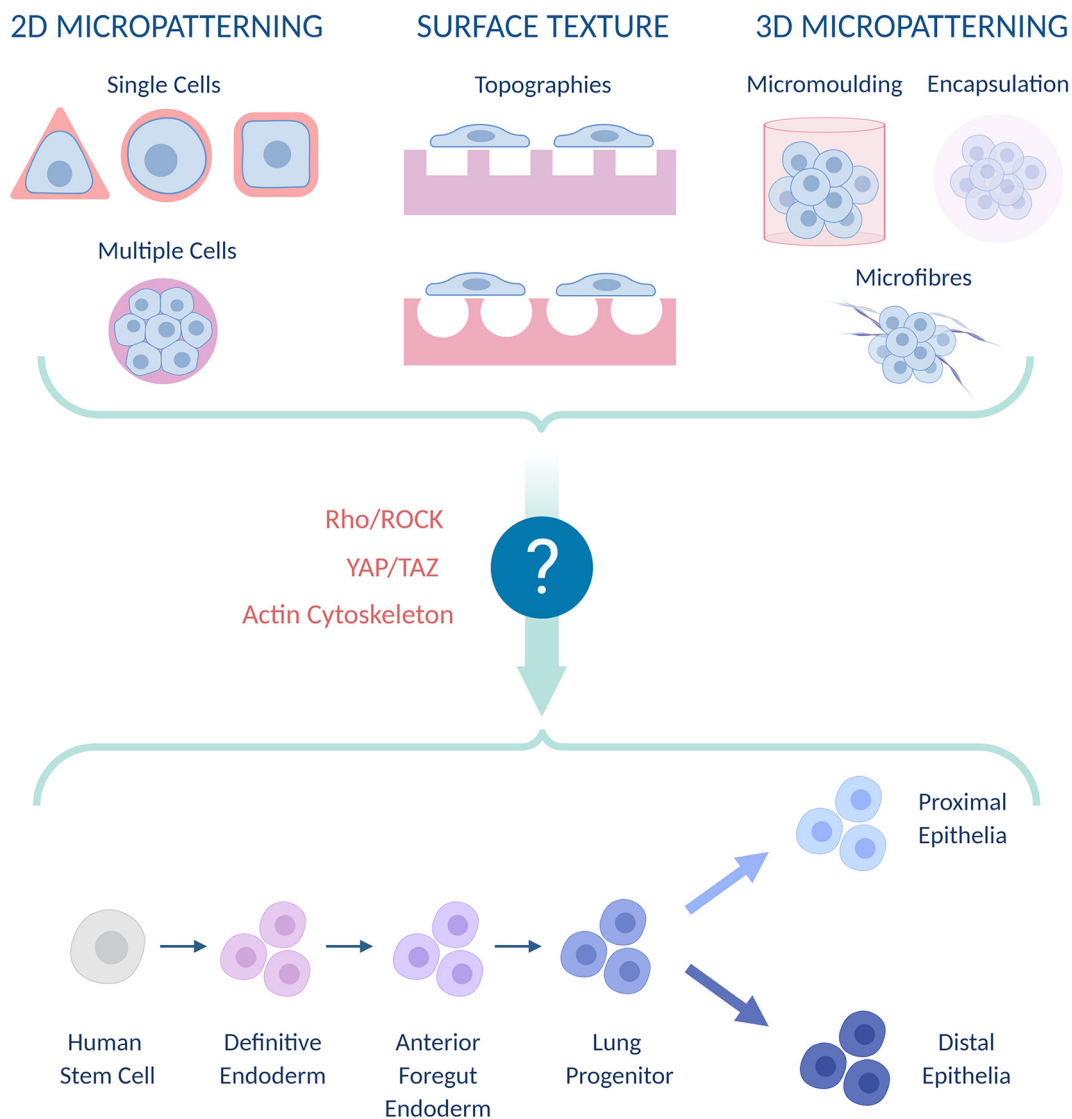 2D MICROPATTERNING
SURFACE TEXTURE
3D MICROPATTERNING
Single Cells
Topographies
Micromoulding
Encapsulation
Multiple Cells
Microfibres
Rho/ROCK
YAP/TAZ
Actin Cytoskeleton
?
Proximal
Epithelia
Human
Stem Cell
Definitive
Endoderm
Anterior
Foregut
Endoderm
Lung
Progenitor
Distal
Epithelia